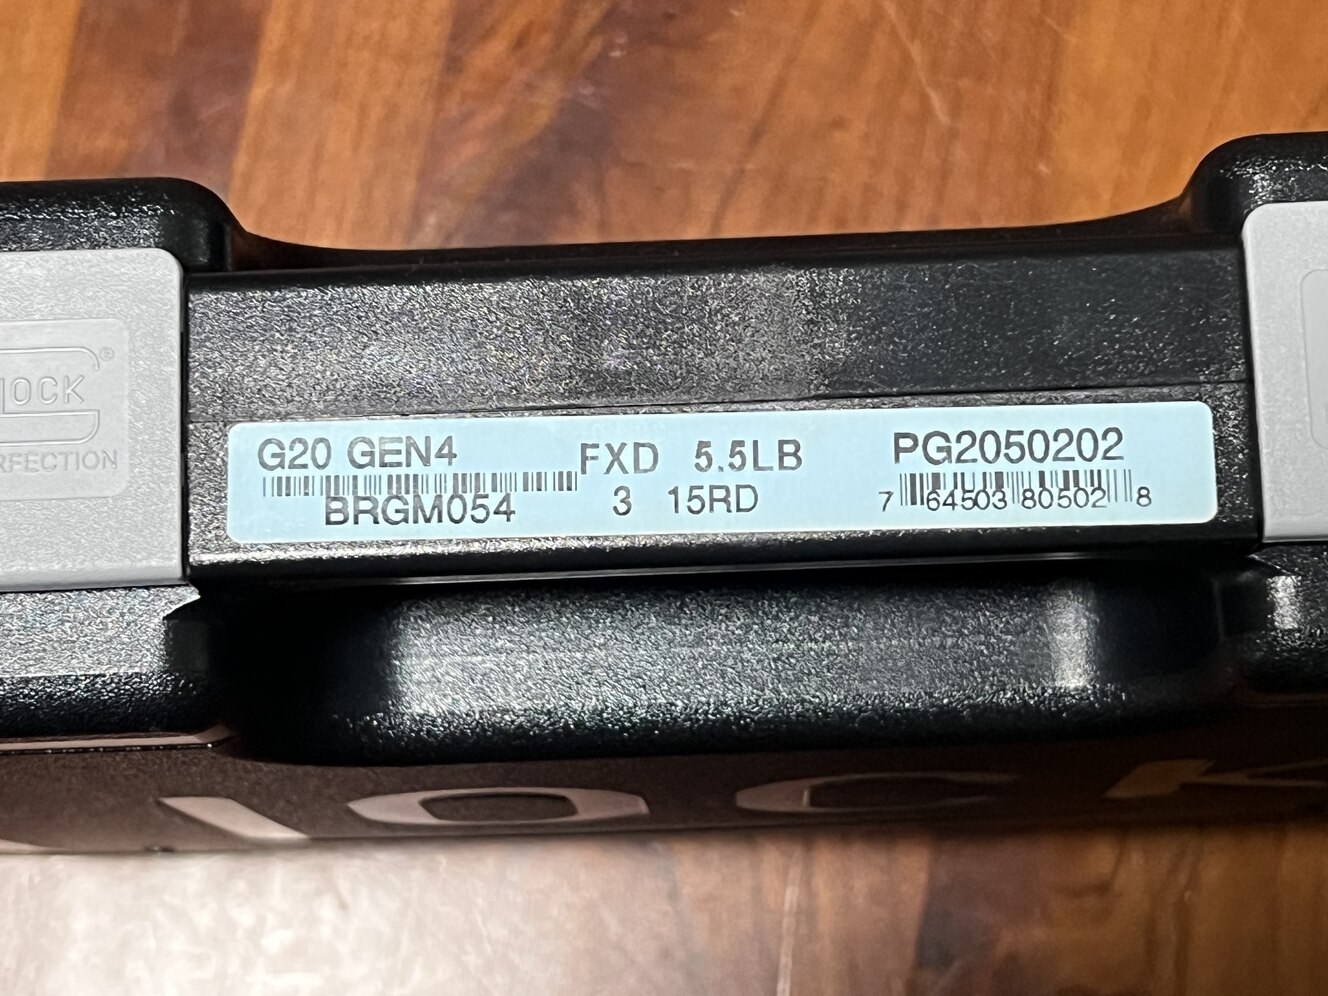 G20 GEN4 FXD 5.5LB PG2050202
BRGM054 3 15RD 7 64503 80502 8